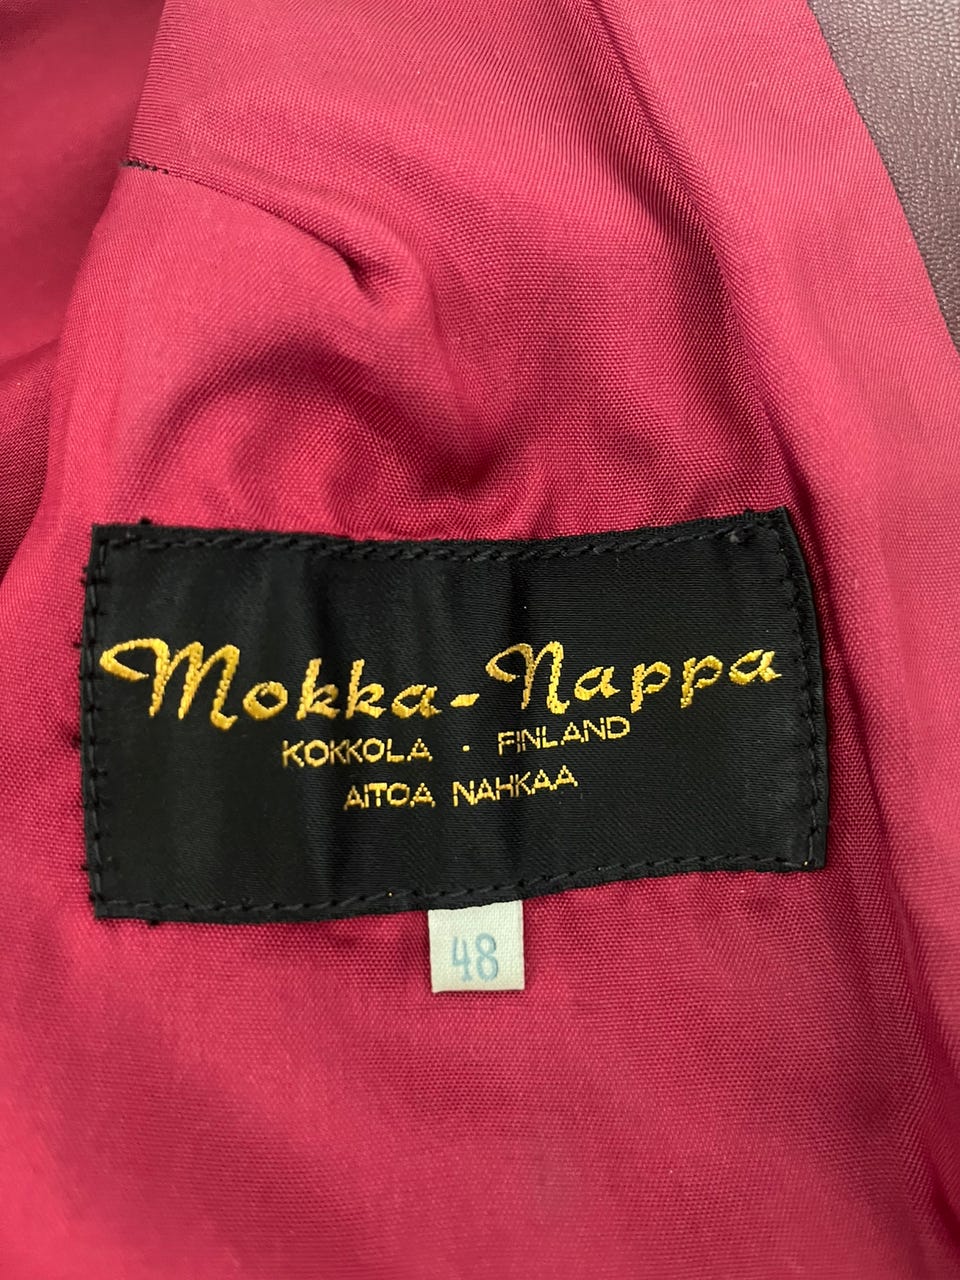 Mokka-Nappa
KOKKOLA · FINLAND
AITOA NAHKAA
48